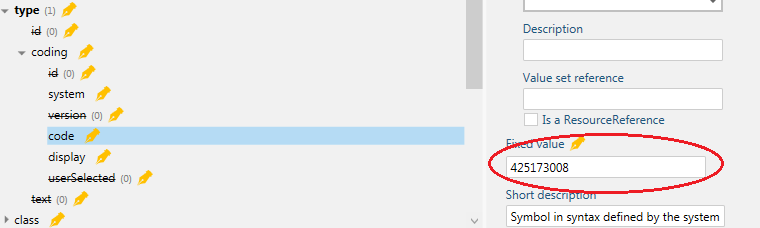 type (1)
id (0)
coding
id (0)
system
version (0)
code
display
userSelected (0)
text (0)
class
Description
Value set reference
Is a ResourceReference
Fixed value
425173008
Short description
Symbol in syntax defined by the system